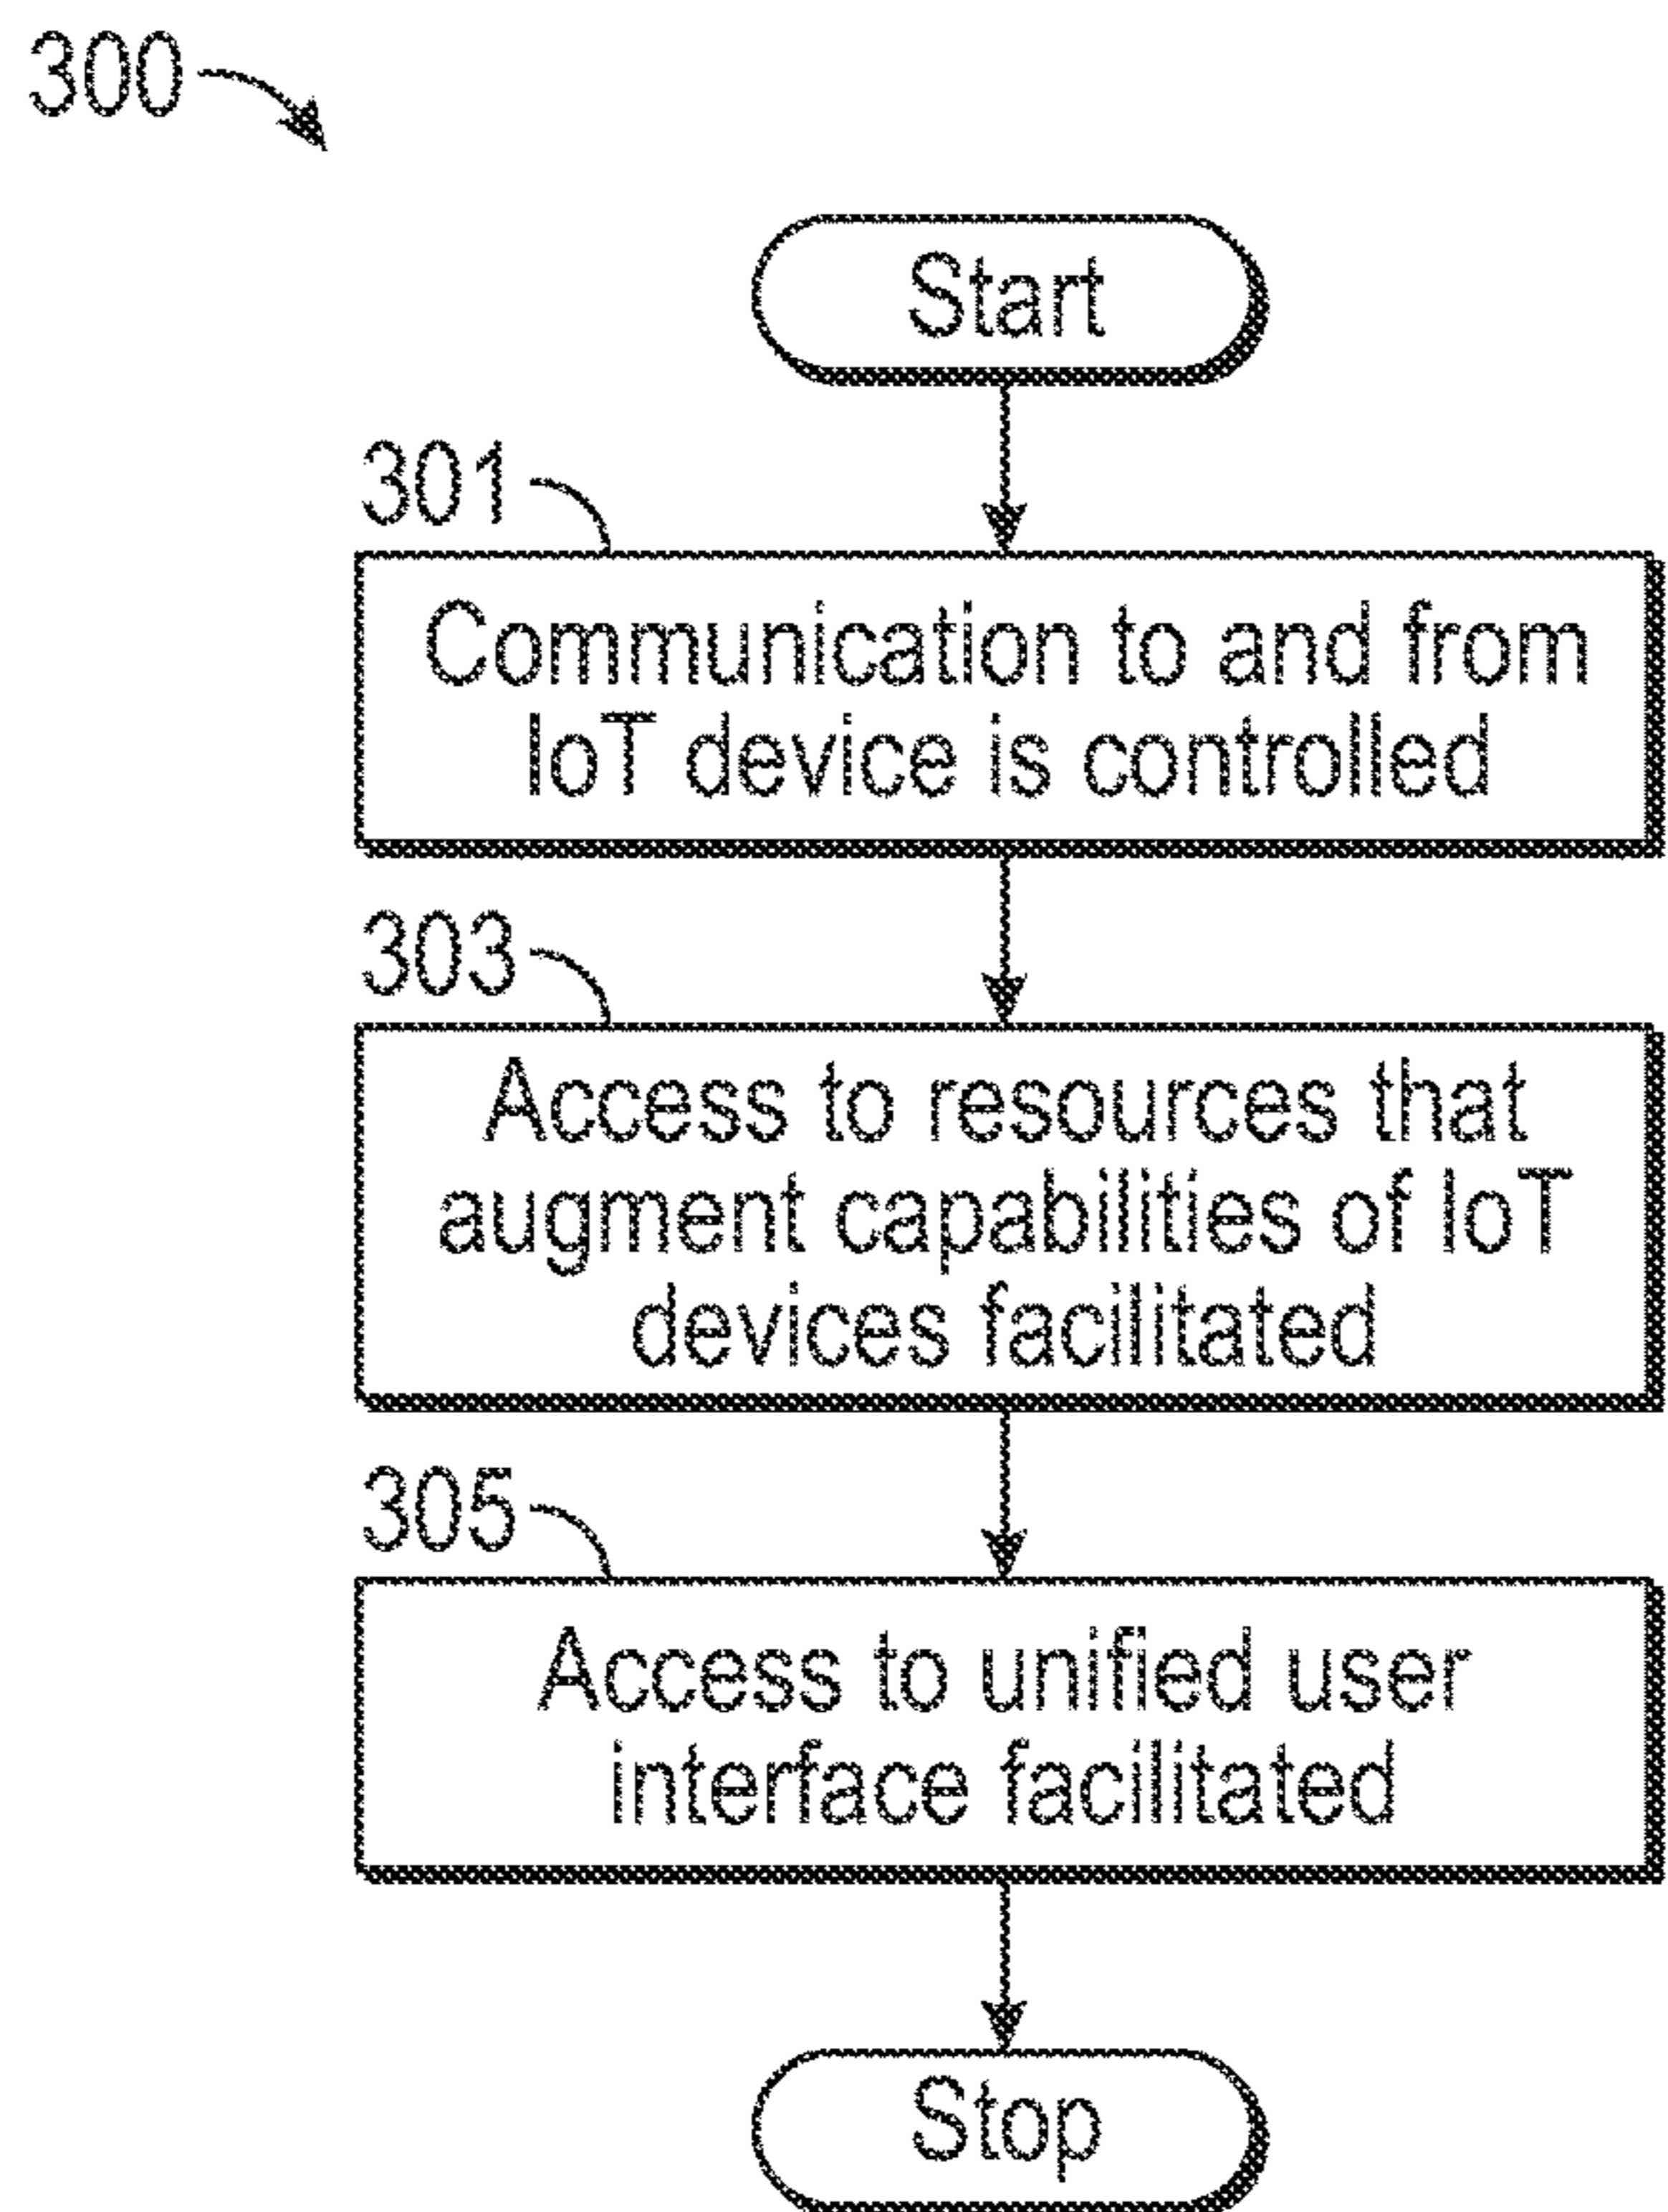 300
Start
301
Communication to and from
IoT device is controlled
303
Access to resources that
augment capabilities of IoT
devices facilitated
305
Access to unified user
interface facilitated
Stop